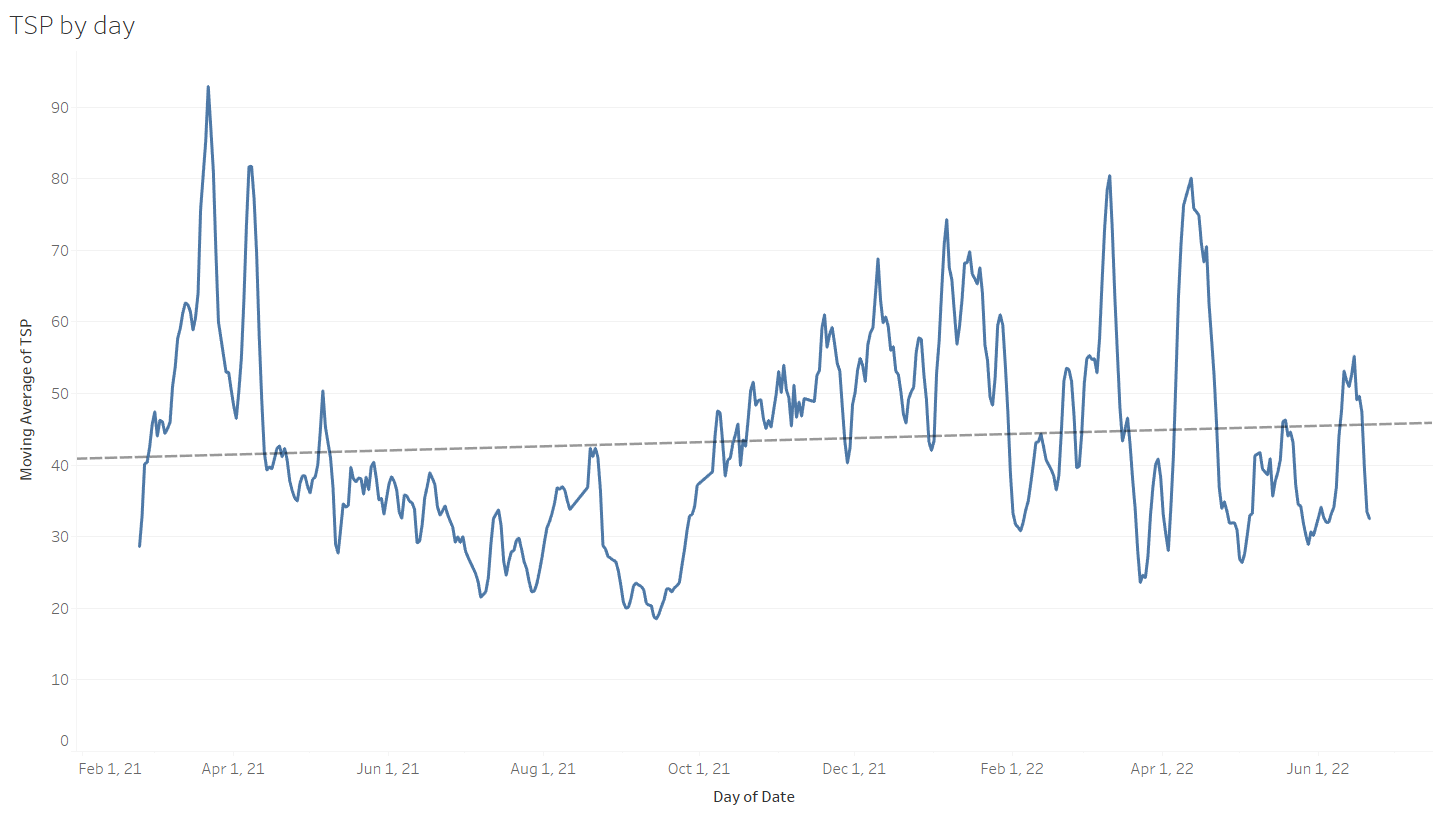 TSP by day
90
80
70
60
50
40
30
20
10
0
Moving Average of TSP
Feb 1, 21
Apr 1, 21
Jun 1, 21
Aug 1, 21
Oct 1, 21
Dec 1, 21
Feb 1, 22
Apr 1, 22
Jun 1, 22
Day of Date